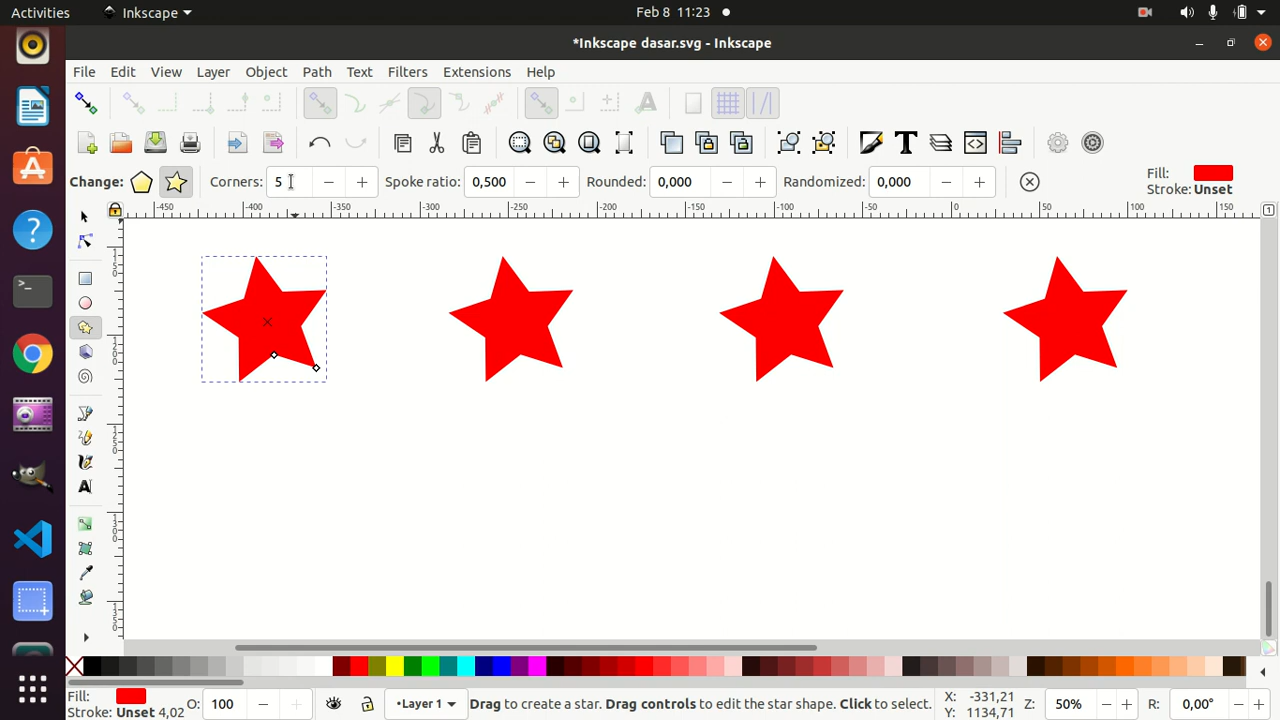 Activities Inkscape Feb 8 11:23
*Inkscape dasar.svg - Inkscape
File Edit View Layer Object Path Text Filters Extensions Help
Change: Corners: 5 Spoke ratio: 0,500 Rounded: 0,000 Randomized: 0,000 Fill:
Stroke: Unset
-450 -400 -350 -300 -250 -200 -150 -100 -50 0 50 100 150
Fill: O: 100 •Layer 1 Drag to create a star. Drag controls to edit the star shape. Click to select. X: -331,21 Z: 50% R: 0,00°
Stroke: Unset 4,02 Y: 1134,71